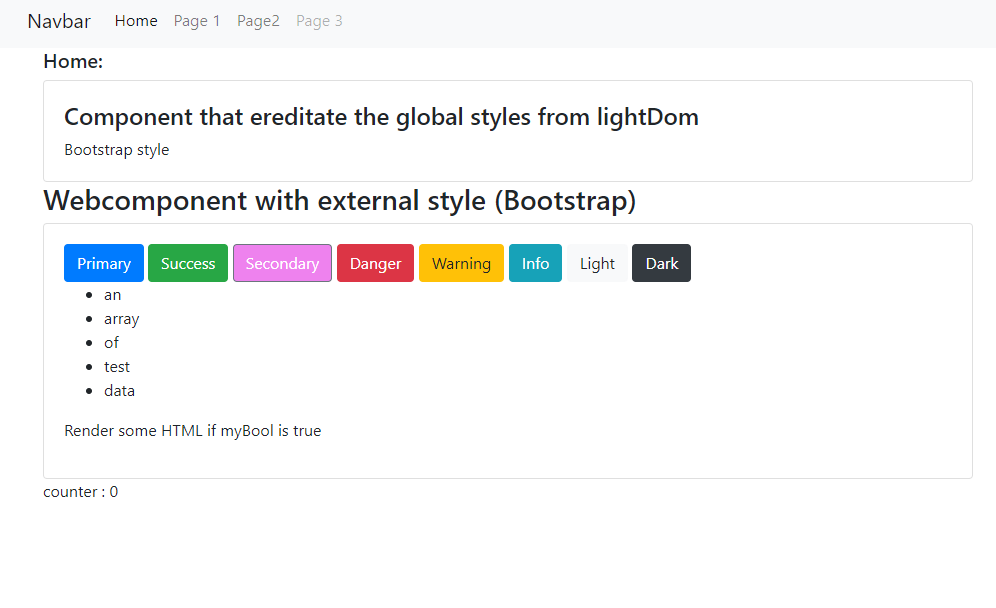 Navbar Home Page 1 Page2 Page 3
Home:
Component that ereditate the global styles from lightDom
Bootstrap style
Webcomponent with external style (Bootstrap)
Primary Success Secondary Danger Warning Info Light Dark
an
array
of
test
data
Render some HTML if myBool is true
counter : 0